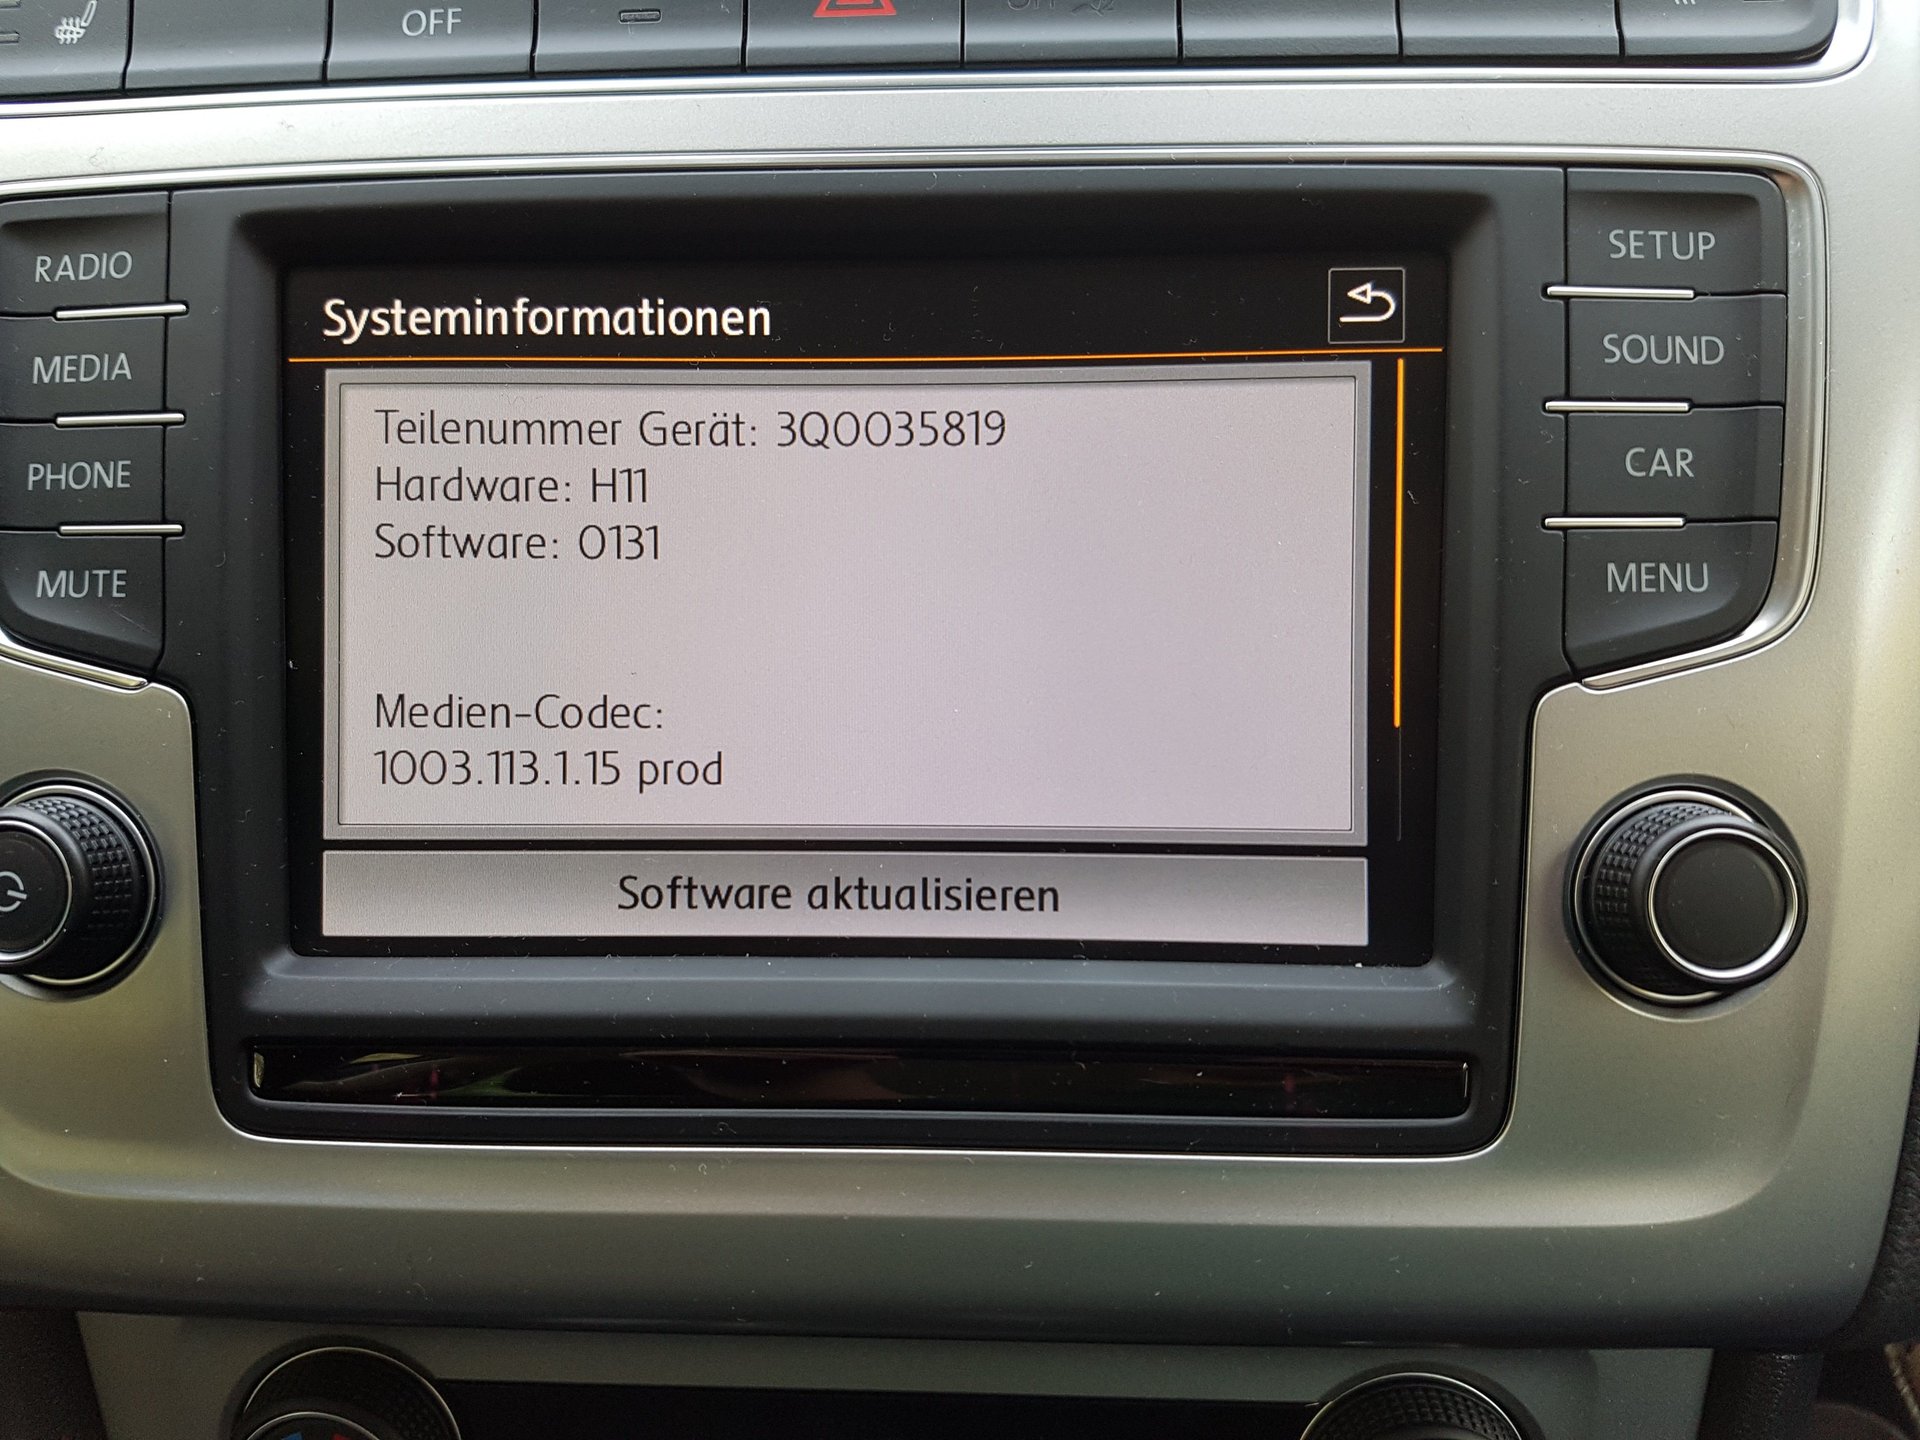 OFF
RADIO
MEDIA
PHONE
MUTE
Systeminformationen
Teilenummer Gerät: 3Q0035819
Hardware: H11
Software: 0131
Medien-Codec:
1003.113.1.15 prod
Software aktualisieren
SETUP
SOUND
CAR
MENU